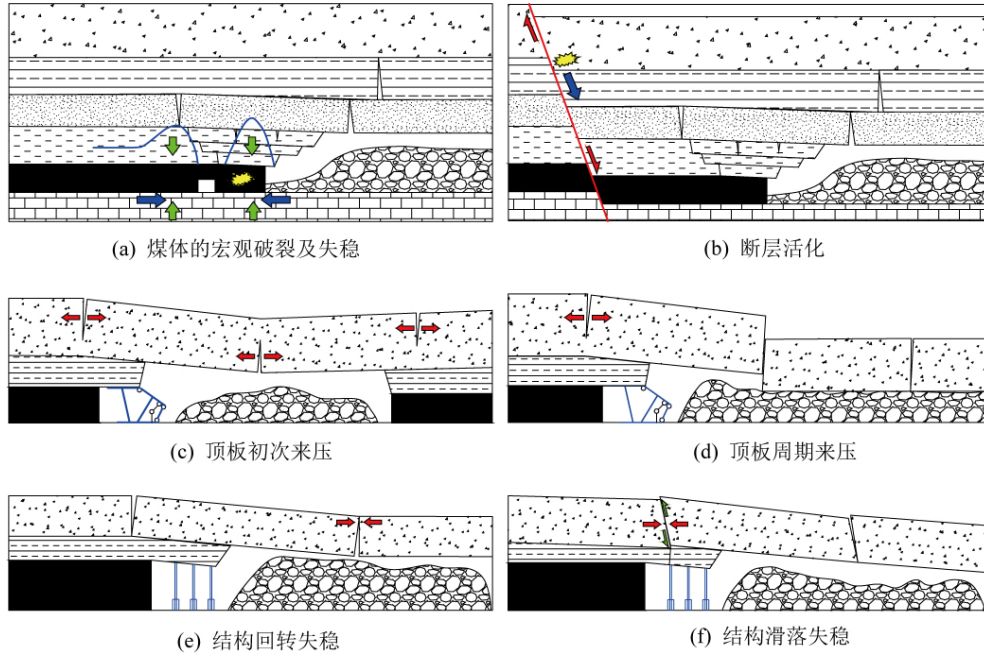 (a) 煤体的宏观破裂及失稳
(b) 断层活化
(c) 顶板初次来压
(d) 顶板周期来压
(e) 结构回转失稳
(f) 结构滑落失稳